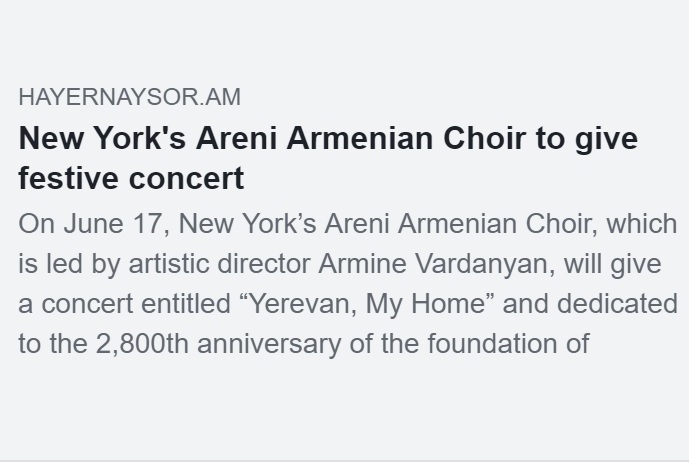 HAYERNAYSOR.AM
New York's Areni Armenian Choir to give
festive concert
On June 17, New York’s Areni Armenian Choir, which
is led by artistic director Armine Vardanyan, will give
a concert entitled “Yerevan, My Home” and dedicated
to the 2,800th anniversary of the foundation of